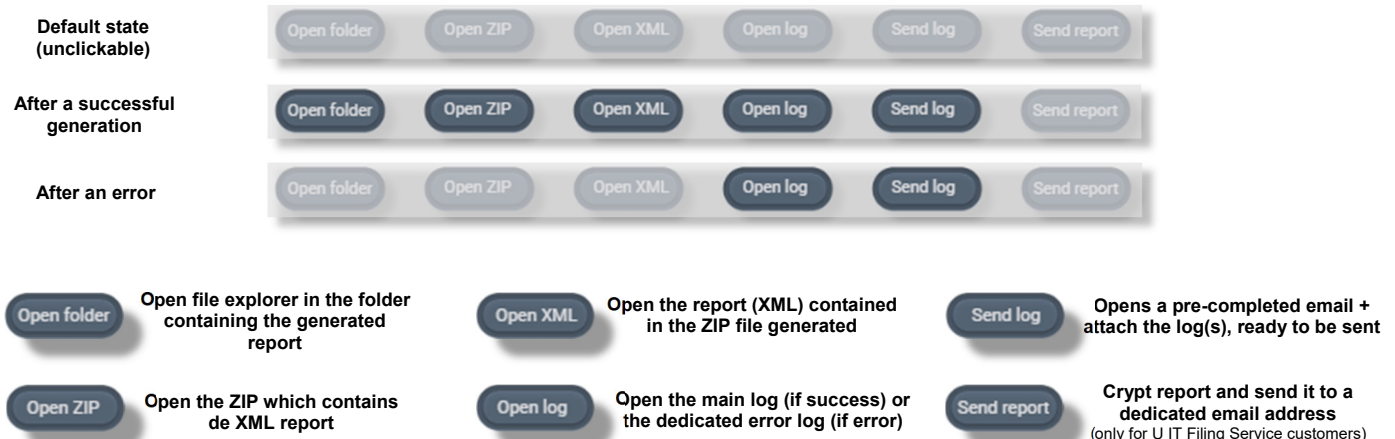 Default state
(unclickable)
Open folder Open ZIP Open XML Open log Send log Send report
After a successful
generation
Open folder Open ZIP Open XML Open log Send log Send report
After an error
Open folder Open ZIP Open XML Open log Send log Send report
Open folder
Open file explorer in the folder
containing the generated
report
Open XML
Open the report (XML) contained
in the ZIP file generated
Send log
Opens a pre-completed email +
attach the log(s), ready to be sent
Open ZIP
Open the ZIP which contains
de XML report
Open log
Open the main log (if success) or
the dedicated error log (if error)
Send report
Crypt report and send it to a
dedicated email address
(only for U IT Filing Service customers)